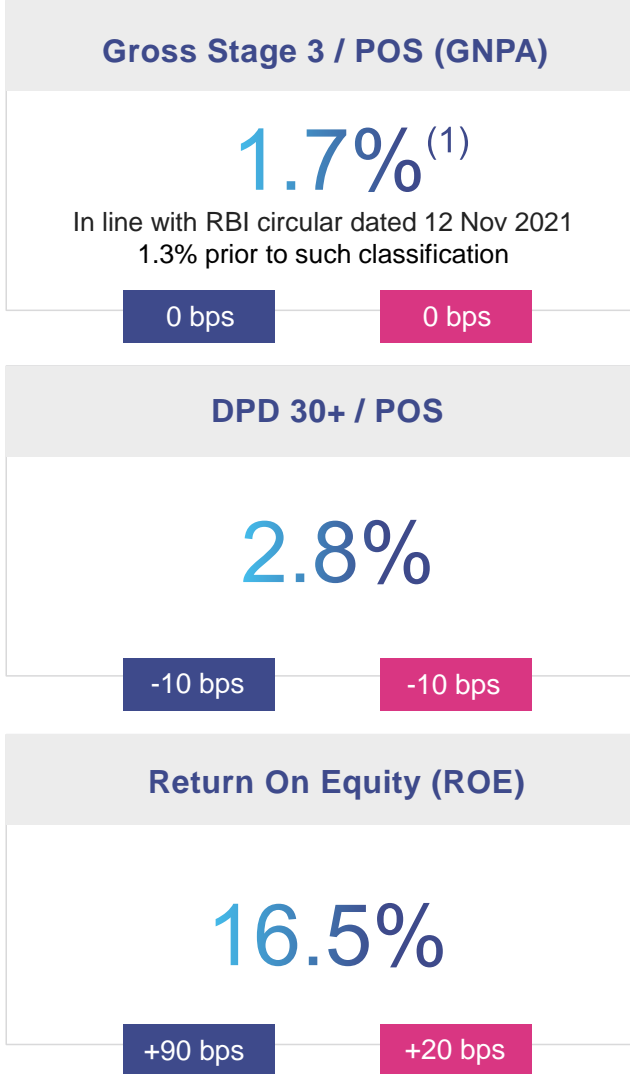 Gross Stage 3 / POS (GNPA)
1.7%(1)
In line with RBI circular dated 12 Nov 2021
1.3% prior to such classification
0 bps 0 bps
DPD 30+ / POS
2.8%
-10 bps -10 bps
Return On Equity (ROE)
16.5%
+90 bps +20 bps